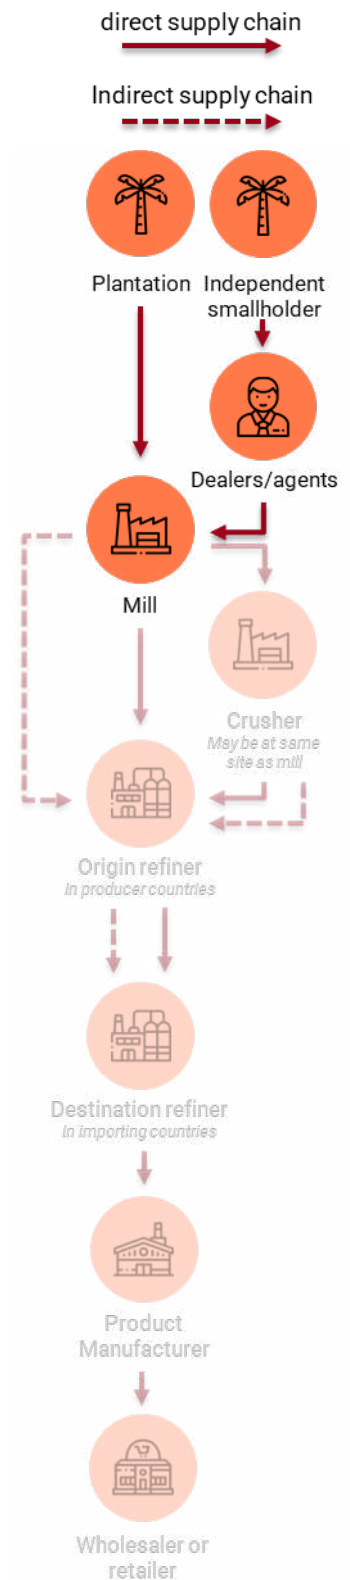 direct supply chain
Indirect supply chain
Plantation
Independent
smallholder
Dealers/agents
Mill
Crusher
May be at same
site as mill
Origin refiner
In producer countries
Destination refiner
In importing countries
Product
Manufacturer
Wholesaler or
retailer